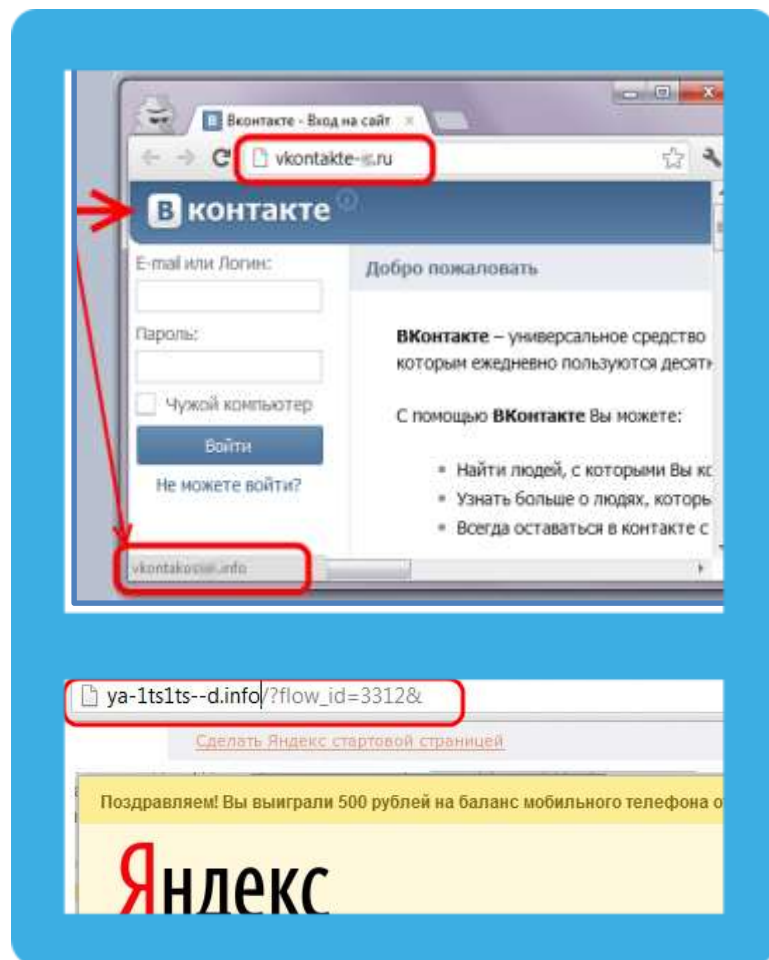 Вконтакте - Вход на сайт
vkontakte-
.ru
В контакте
E-mail или Логин:
Добро пожаловать
Пароль:
ВКонтакте – универсальное средство
которым ежедневно пользуются десятк
Чужой компьютер
С помощью ВКонтакте Вы можете:
Войти
Найти людей, с которыми Вы кс
Не можете войти?
Узнать больше о людях, которь
Всегда оставаться в контакте с
.info
ya-1ts1ts--d.info/?flow_id=3312&
Сделать Яндекс стартовой страницей
Поздравляем! Вы выиграли 500 рублей на баланс мобильного телефона о
Яндекс